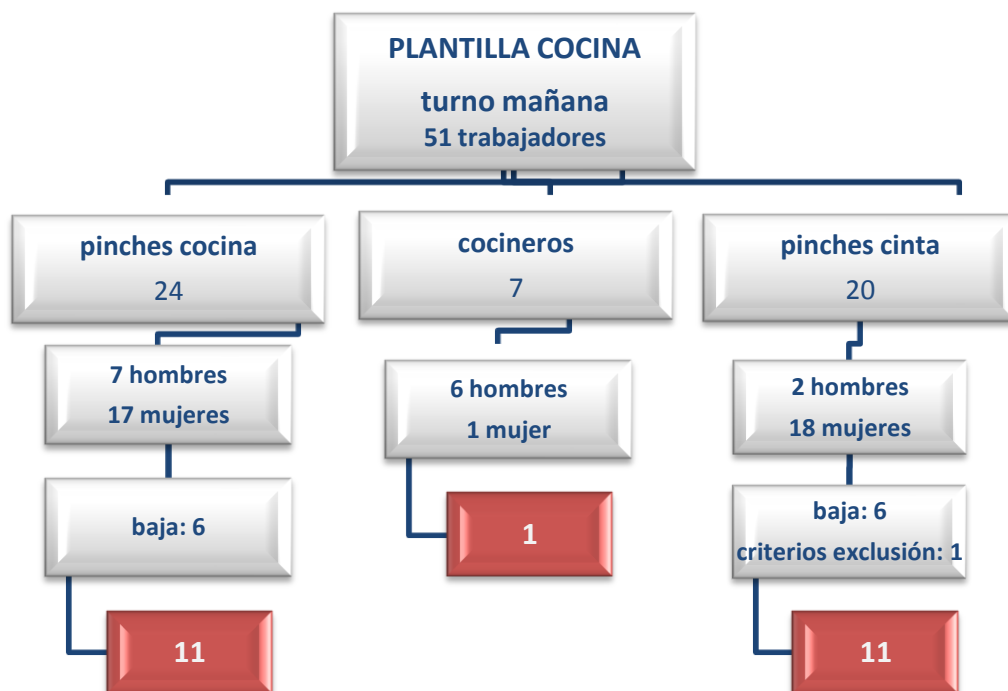 PLANTILLA COCINA
turno mañana
51 trabajadores
pinches cocina
24
cocineros
7
pinches cinta
20
7 hombres
17 mujeres
6 hombres
1 mujer
2 hombres
18 mujeres
baja: 6
1
baja: 6
criterios exclusión: 1
11
11